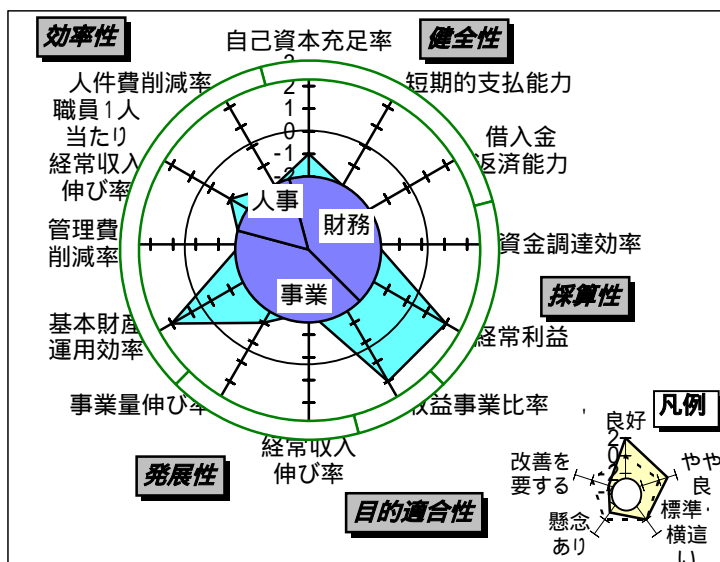 効率性
自己資本充足率
健全性
人件費削減率
短期的支払能力
職員1人
当たり
経常収入
伸び率
借入金
返済能力
管理費
削減率
資金調達効率
採算性
基本財産
運用効率
経常利益
事業量伸び率
収益事業比率
経常収入
伸び率
発展性
目的適合性
3
2
1
0
-1
-2
人事
財務
事業
凡例
良好
2
0
やや
良
標準・
横這
い
懸念
あり
改善を
要する